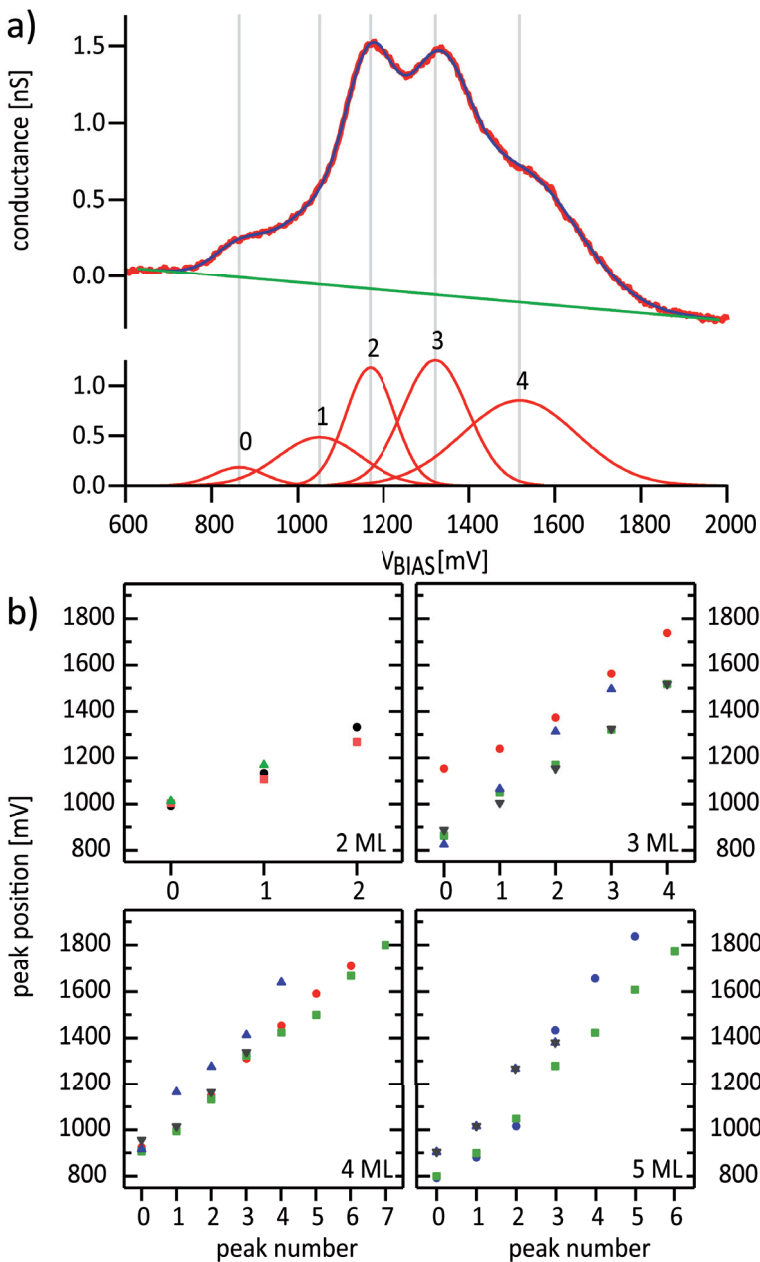 a)
conductance [nS]
1.5
1.0
0.5
0.0
0 1 2 3 4
1.0
0.5
0.0
600 800 1000 1200 1400 1600 1800 2000
VBIAS[mV]
b)
peak position [mV]
1800 1800
1600 1600
1400 1400
1200 1200
1000 1000
800 800
2 ML 3 ML
0 1 2 0 1 2 3 4
1800 1800
1600 1600
1400 1400
1200 1200
1000 1000
800 800
4 ML 5 ML
0 1 2 3 4 5 6 7 0 1 2 3 4 5 6
peak number peak number